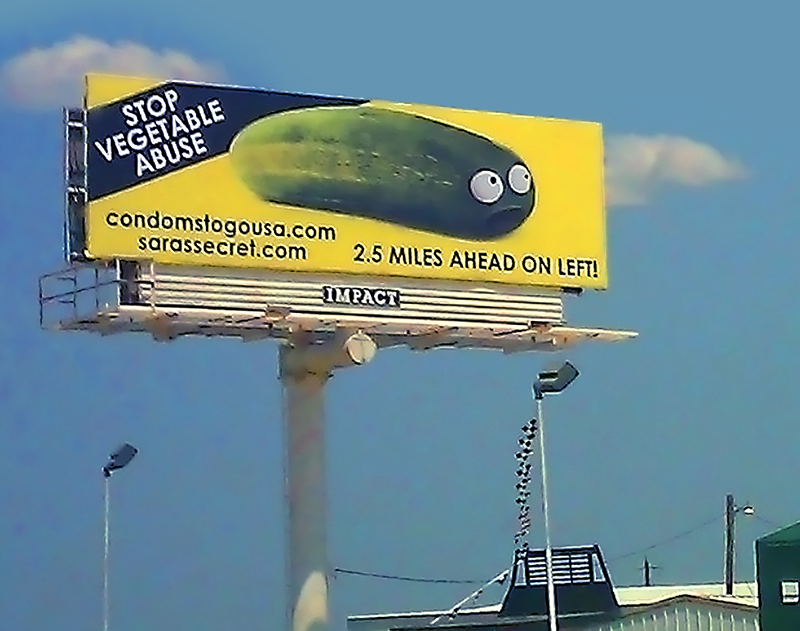 STOP
VEGETABLE
ABUSE
condomstogousa.com
sarassecret.com
2.5 MILES AHEAD ON LEFT!
IMPACT